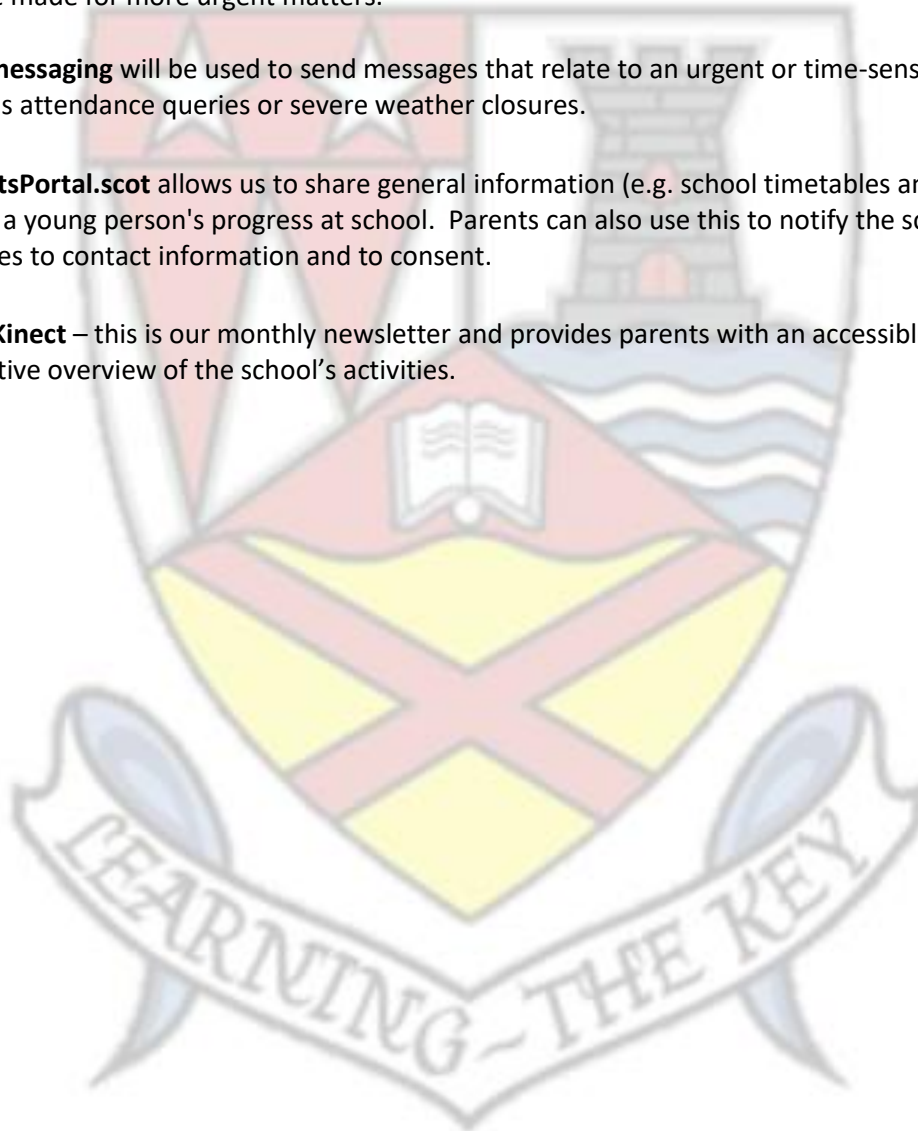 made for more urgent matters.
messaging will be used to send messages that relate to an urgent or time-sens
s attendance queries or severe weather closures.
tsPortal.scot allows us to share general information (e.g. school timetables
a young person's progress at school.  Parents can also use this to notify the
es to contact information and to consent.
Kinect – this is our monthly newsletter and provides parents with an accessibl
tive overview of the school’s activities.
LEARNING ~ THE KEY